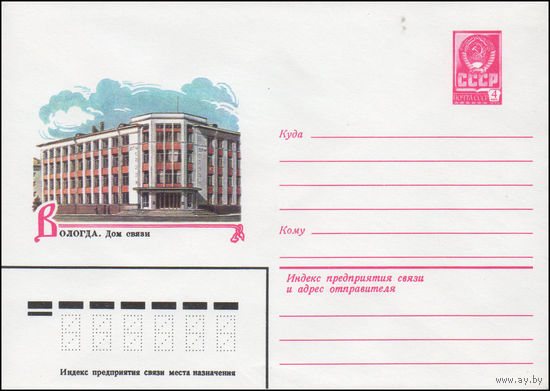 СССР
ПОЧТА СССР 4
Куда
ВОЛОГДА. Дом связи
Кому
Индекс предприятия связи
и адрес отправителя
Индекс предприятия связи места назначения
www.ay.by